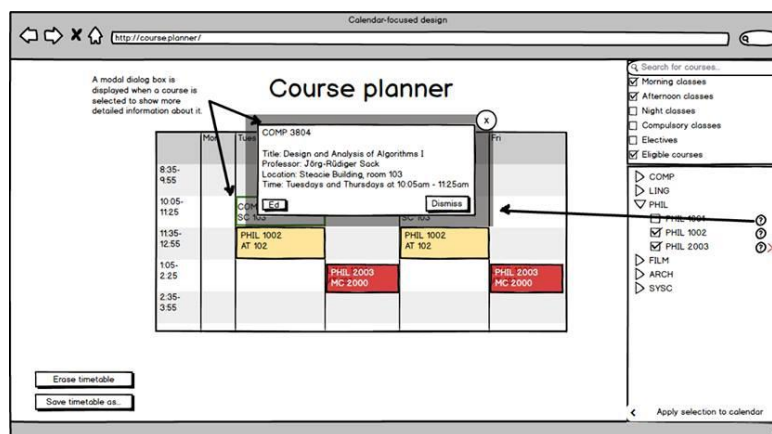 Calendar-focused design
http://course.planner/
A modal dialog box is
displayed when a course is
selected to show more
detailed information about it.
Course planner
X
COMP 3804
Title: Design and Analysis of Algorithms I
Professor: Jörg-Rüdiger Sack
Location: Steacie Building, room 103
Time: Tuesdays and Thursdays at 10:05am - 11:25am
Ed
Dismiss
Mon Tues Fri
8:35-
9:55
10:05-
11:25
COM
SC 103
SC 103
11:35-
12:55
PHIL 1002
AT 102
PHIL 1002
AT 102
1:05-
2:25
PHIL 2003
MC 2000
PHIL 2003
MC 2000
2:35-
3:55
Erase timetable
Save timetable as...
Search for courses...
Morning classes
Afternoon classes
Night classes
Compulsory classes
Electives
Eligible courses
COMP
LING
PHIL
PHIL 1001
?
PHIL 1002
?
PHIL 2003
?
FILM
ARCH
SYSC
Apply selection to calendar